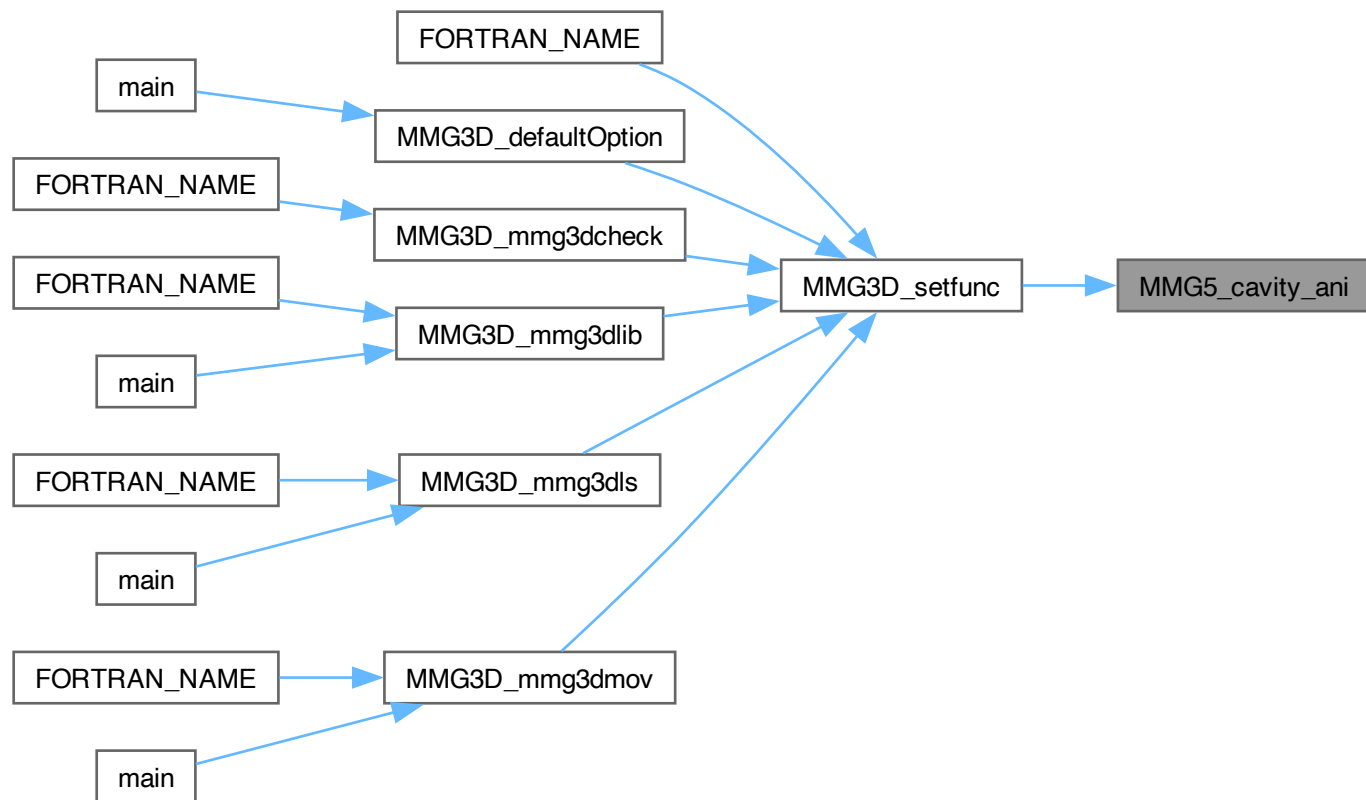 FORTRAN_NAME
main
MMG3D_defaultOption
FORTRAN_NAME
MMG3D_mmg3dcheck
FORTRAN_NAME
MMG3D_setfunc
MMG5_cavity_ani
MMG3D_mmg3dlib
main
FORTRAN_NAME
MMG3D_mmg3dls
main
FORTRAN_NAME
MMG3D_mmg3dmov
main